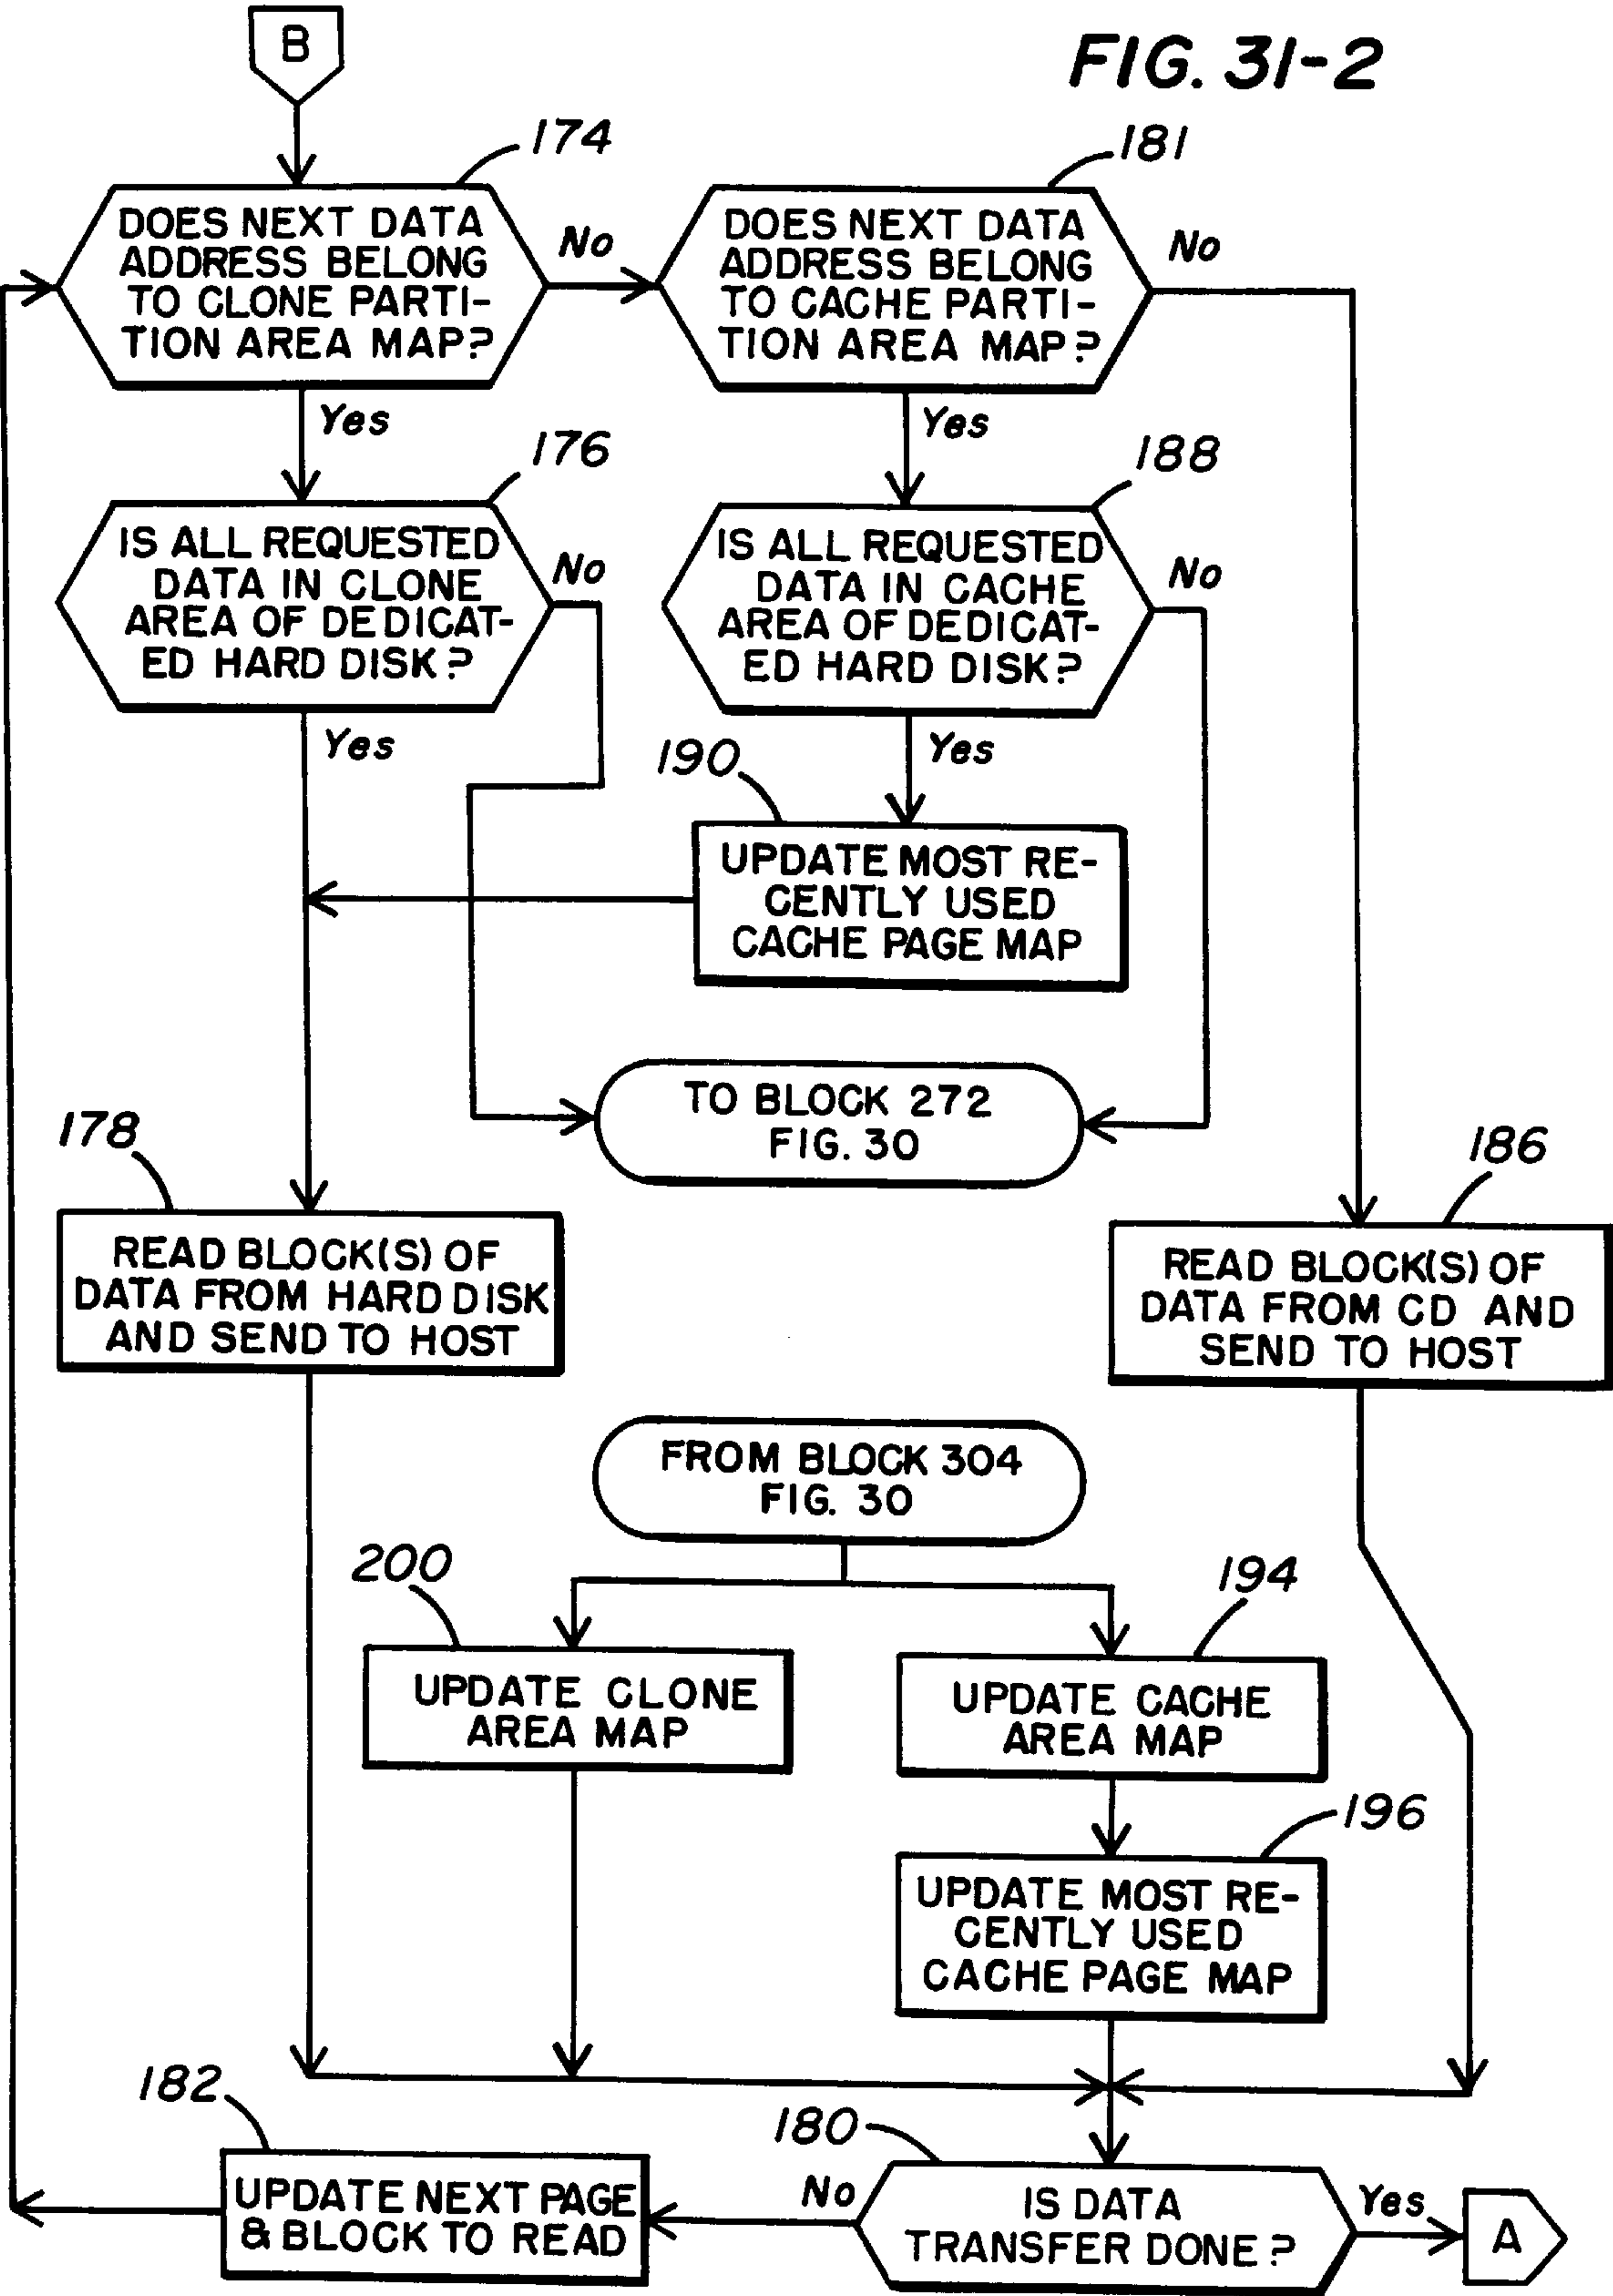 B
FIG. 31-2
174
DOES NEXT DATA
ADDRESS BELONG
TO CLONE PARTI-
TION AREA MAP?
No
Yes
181
DOES NEXT DATA
ADDRESS BELONG
TO CACHE PARTI-
TION AREA MAP?
No
Yes
176
IS ALL REQUESTED
DATA IN CLONE
AREA OF DEDICAT-
ED HARD DISK?
No
Yes
188
IS ALL REQUESTED
DATA IN CACHE
AREA OF DEDICAT-
ED HARD DISK?
No
Yes
190
UPDATE MOST RE-
CENTLY USED
CACHE PAGE MAP
TO BLOCK 272
FIG. 30
178
READ BLOCK(S) OF
DATA FROM HARD DISK
AND SEND TO HOST
186
READ BLOCK(S) OF
DATA FROM CD AND
SEND TO HOST
FROM BLOCK 304
FIG. 30
200
UPDATE CLONE
AREA MAP
194
UPDATE CACHE
AREA MAP
196
UPDATE MOST RE-
CENTLY USED
CACHE PAGE MAP
182
UPDATE NEXT PAGE
& BLOCK TO READ
180
No
IS DATA
TRANSFER DONE?
Yes
A